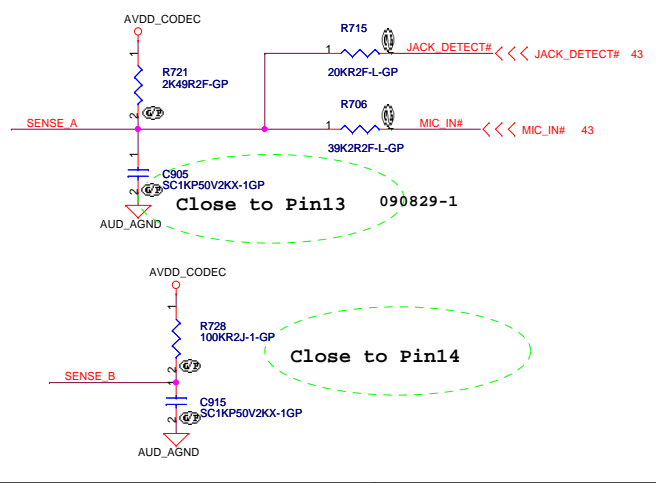 AVDD_CODEC
R715
1
JACK_DETECT#
JACK_DETECT# 43
20KR2F-L-GP
1
R721
2K49R2F-GP
2
G/P
R706
SENSE_A
1
MIC_IN#
MIC_IN# 43
39K2R2F-L-GP
1
C905
SC1KP50V2KX-1GP
2
G/P
Close to Pin13
090829-1
AUD_AGND
AVDD_CODEC
1
R728
100KR2J-1-GP
2
G/P
Close to Pin14
SENSE_B
1
C915
SC1KP50V2KX-1GP
2
G/P
AUD_AGND